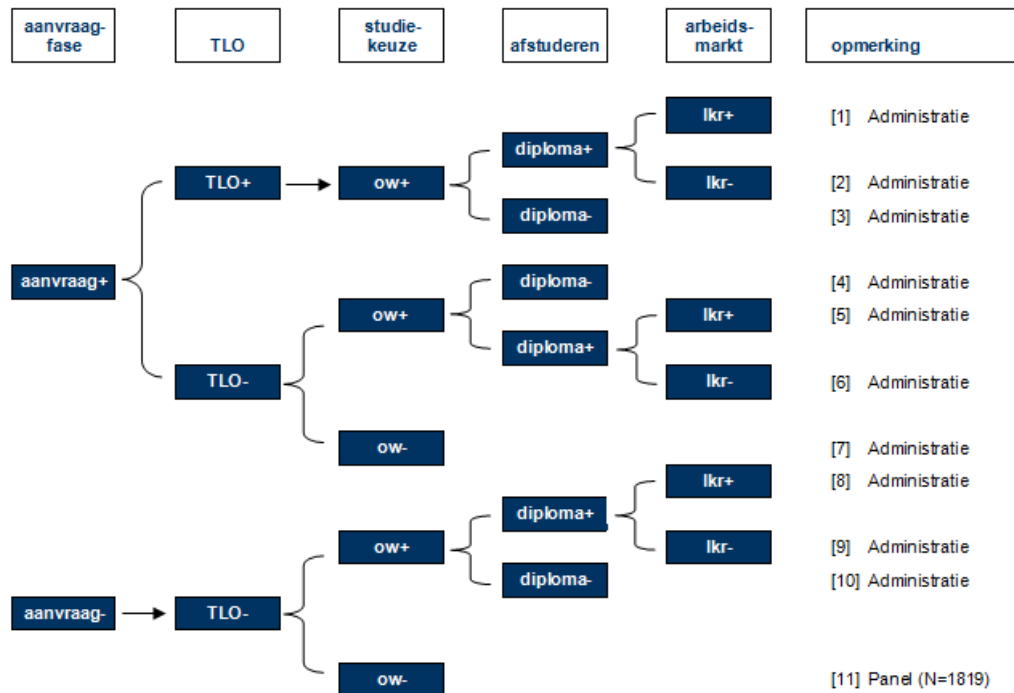 aanvraag-
fase
TLO
studie-
keuze
afstuderen
arbeids-
markt
opmerking
lkr+
[1] Administratie
diploma+
TLO+
ow+
lkr-
[2] Administratie
diploma-
[3] Administratie
aanvraag+
diploma-
[4] Administratie
ow+
lkr+
[5] Administratie
diploma+
TLO-
lkr-
[6] Administratie
ow-
[7] Administratie
lkr+
[8] Administratie
diploma+
ow+
lkr-
[9] Administratie
diploma-
[10] Administratie
aanvraag-
TLO-
ow-
[11] Panel (N=1819)